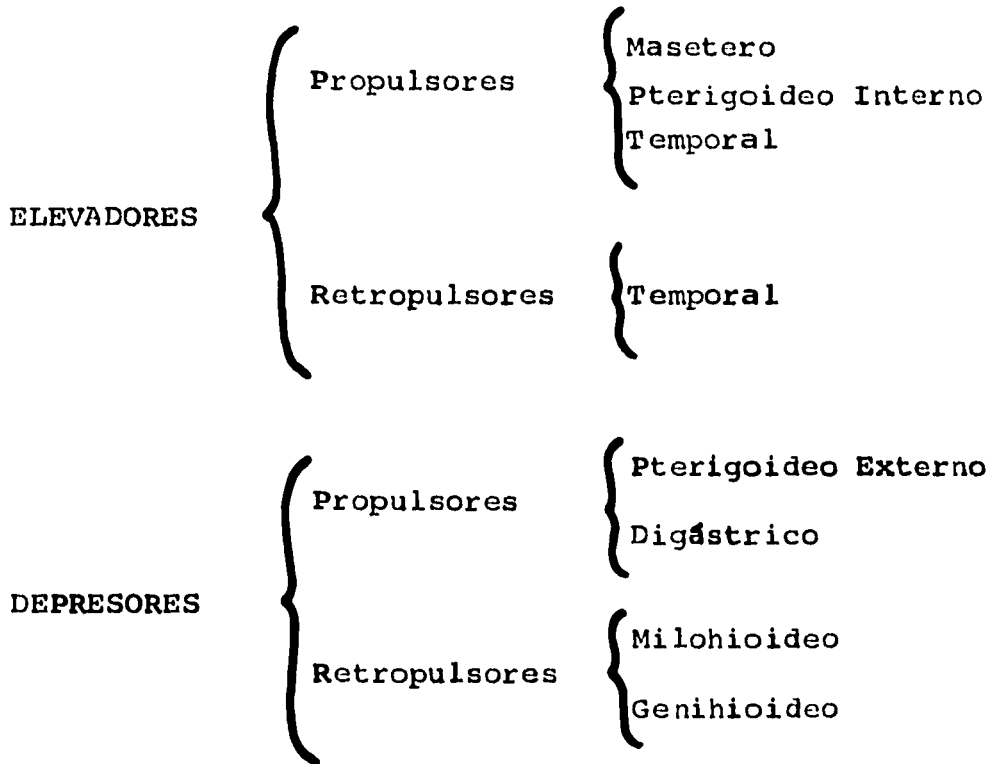 Masetero
Propulsores
Pterigoideo Interno
Temporal
ELEVADORES
Retropulsores
Temporal
Pterigoideo Externo
Propulsores
Digástrico
DEPRESORES
Milohioideo
Retropulsores
Genihioideo